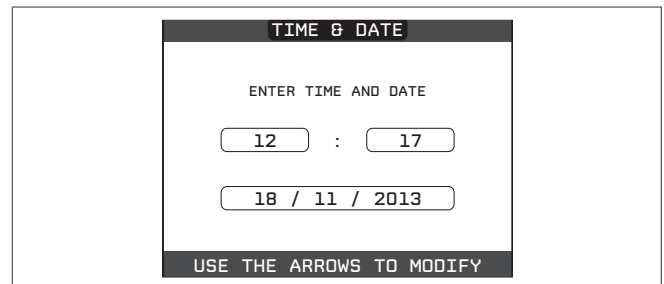 TIME & DATE
ENTER TIME AND DATE
12 : 17
18 / 11 / 2013
USE THE ARROWS TO MODIFY